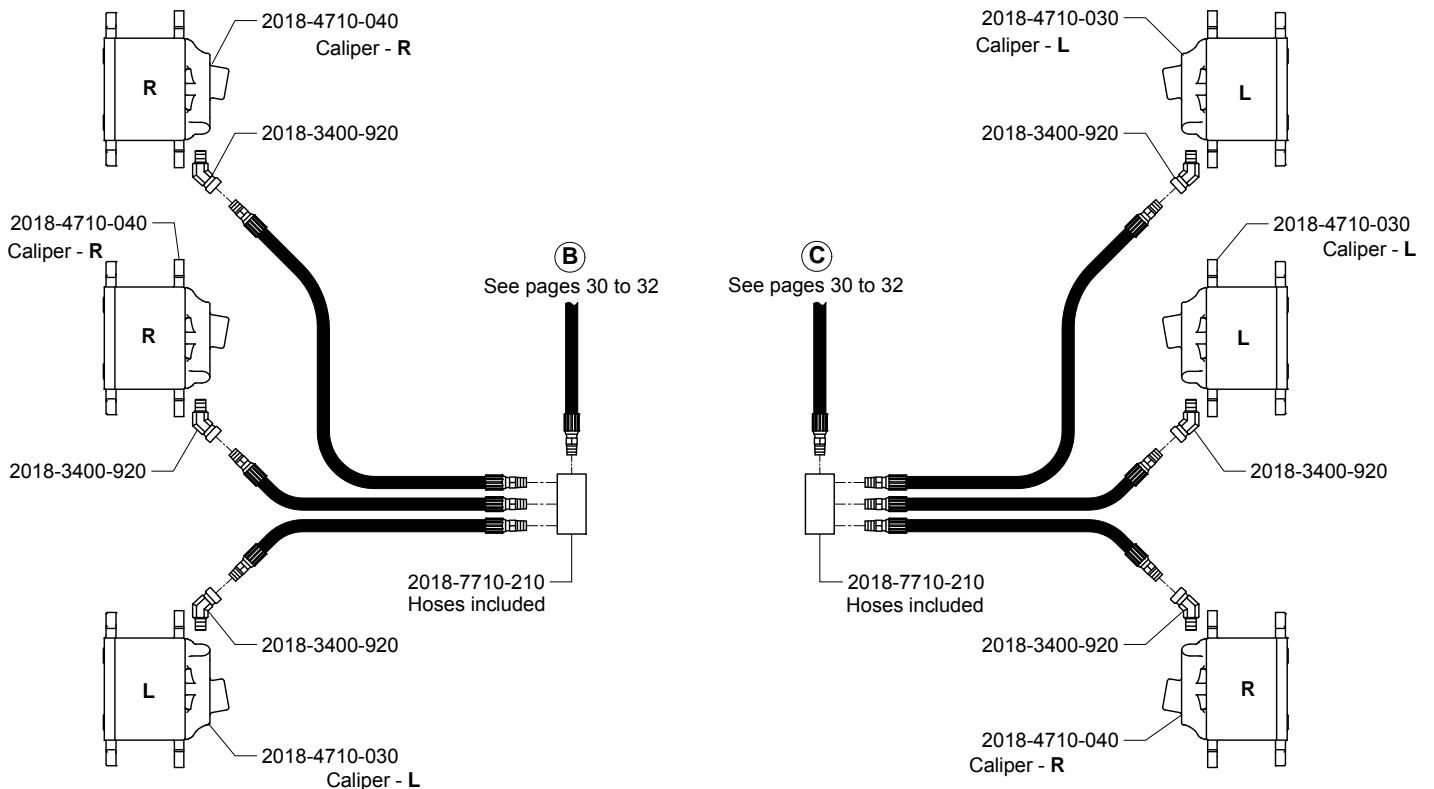 2018-4710-040
Caliper - R
R
2018-3400-920
2018-4710-040
Caliper - R
R
2018-3400-920
B
See pages 30 to 32
2018-7710-210
Hoses included
2018-3400-920
L
2018-4710-030
Caliper - L
2018-4710-030
Caliper - L
L
2018-3400-920
2018-4710-030
Caliper - L
L
2018-3400-920
C
See pages 30 to 32
2018-7710-210
Hoses included
2018-3400-920
R
2018-4710-040
Caliper - R